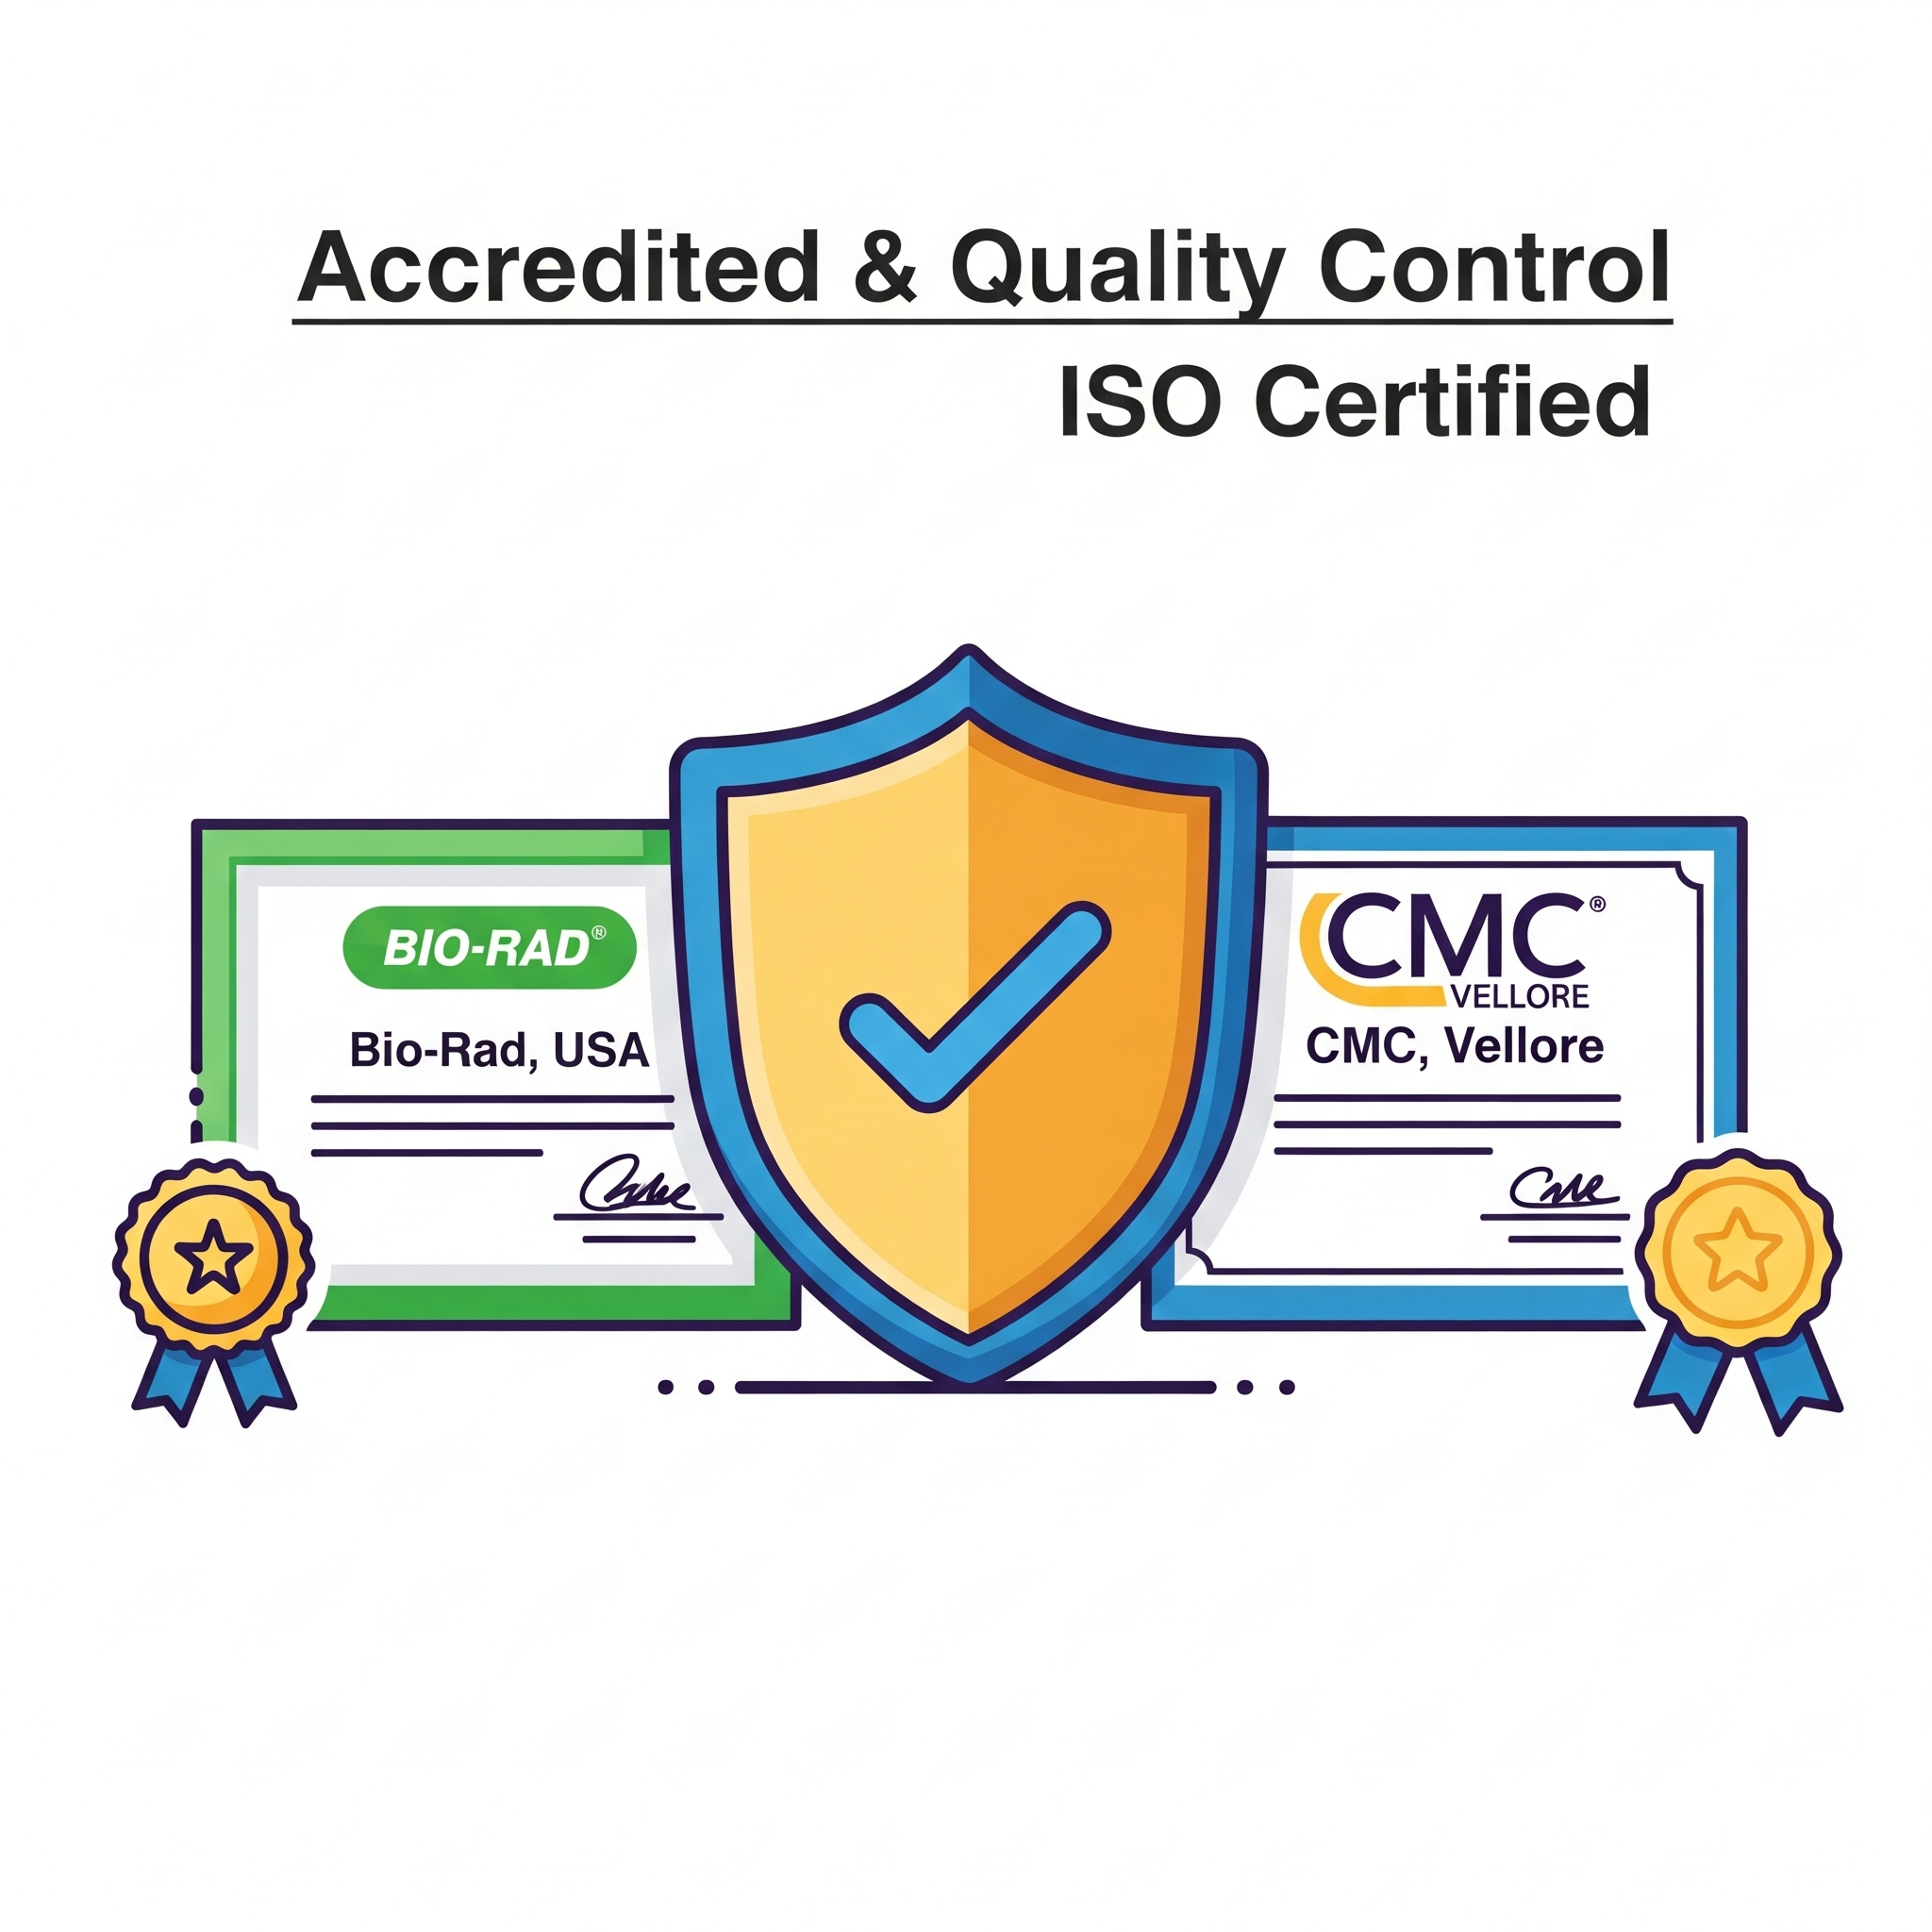 Accredited & Quality Control
ISO Certified
BIO-RAD®
Bio-Rad, USA
CMC®
VELLORE
CMC, Vellore